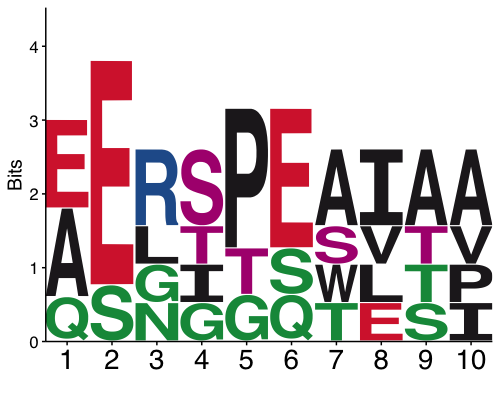 4
3
E E R S P E A I A A
Bits
2
A L T S V T V
1
G I T S W L T P
Q S N G G Q T E S I
0
1 2 3 4 5 6 7 8 9 10